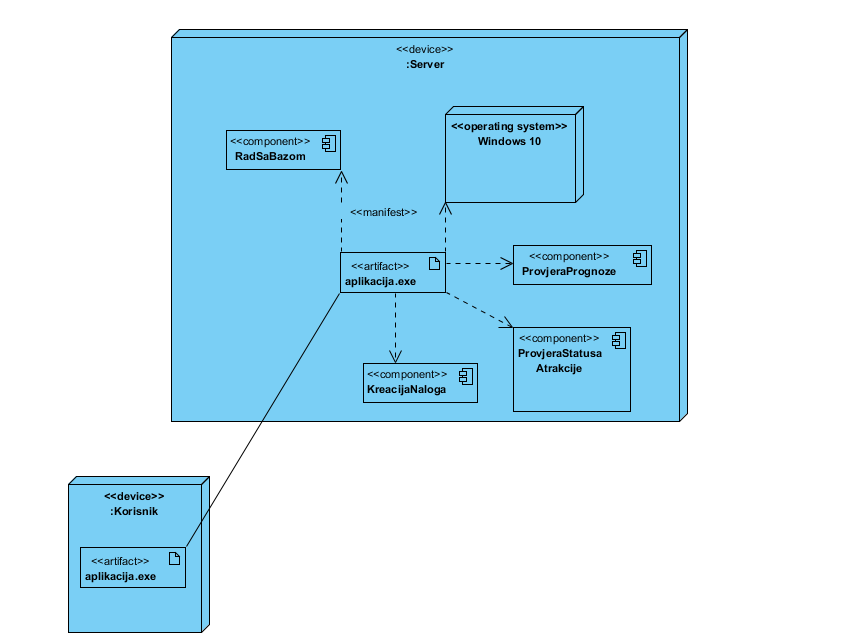 <<device>>
:Server
<<component>>
RadSaBazom
<<operating system>>
Windows 10
<<manifest>>
<<artifact>>
aplikacija.exe
<<component>>
ProvjeraPrognoze
<<component>>
ProvjeraStatusa
Atrakcije
<<component>>
KreacijaNaloga
<<device>>
:Korisnik
<<artifact>>
aplikacija.exe